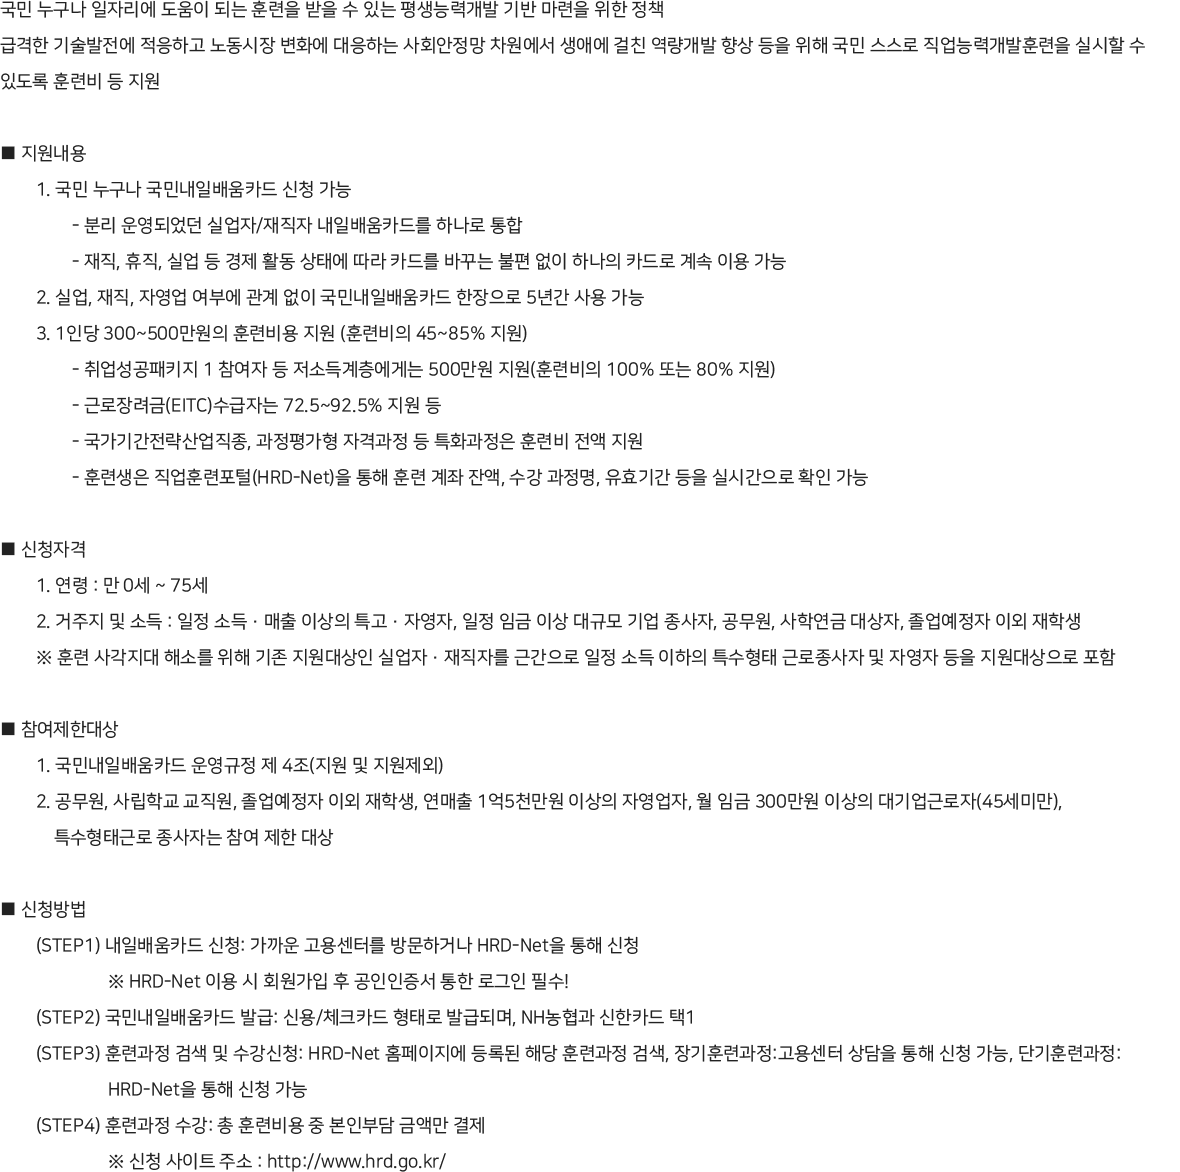 국민 누구나 일자리에 도움이 되는 훈련을 받을 수 있는 평생능력개발 기반 마련을 위한 정책
급격한 기술발전에 적응하고 노동시장 변화에 대응하는 사회안정망 차원에서 생애에 걸친 역량개발 향상 등을 위해 국민 스스로 직업능력개발훈련을 실시할 수
있도록 훈련비 등 지원
■ 지원내용
1. 국민 누구나 국민내일배움카드 신청 가능
- 분리 운영되었던 실업자/재직자 내일배움카드를 하나로 통합
- 재직, 휴직, 실업 등 경제 활동 상태에 따라 카드를 바꾸는 불편 없이 하나의 카드로 계속 이용 가능
2. 실업, 재직, 자영업 여부에 관계 없이 국민내일배움카드 한장으로 5년간 사용 가능
3. 1인당 300~500만원의 훈련비용 지원 (훈련비의 45~85% 지원)
- 취업성공패키지 1 참여자 등 저소득계층에게는 500만원 지원(훈련비의 100% 또는 80% 지원)
- 근로장려금(EITC)수급자는 72.5~92.5% 지원 등
- 국가기간전략산업직종, 과정평가형 자격과정 등 특화과정은 훈련비 전액 지원
- 훈련생은 직업훈련포털(HRD-Net)을 통해 훈련 계좌 잔액, 수강 과정명, 유효기간 등을 실시간으로 확인 가능
■ 신청자격
1. 연령 : 만 0세 ~ 75세
2. 거주지 및 소득 : 일정 소득 · 매출 이상의 특고 · 자영자, 일정 임금 이상 대규모 기업 종사자, 공무원, 사학연금 대상자, 졸업예정자 이외 재학생
※ 훈련 사각지대 해소를 위해 기존 지원대상인 실업자 · 재직자를 근간으로 일정 소득 이하의 특수형태 근로종사자 및 자영자 등을 지원대상으로 포함
■ 참여제한대상
1. 국민내일배움카드 운영규정 제 4조(지원 및 지원제외)
2. 공무원, 사립학교 교직원, 졸업예정자 이외 재학생, 연매출 1억5천만원 이상의 자영업자, 월 임금 300만원 이상의 대기업근로자(45세미만),
특수형태근로 종사자는 참여 제한 대상
■ 신청방법
(STEP1) 내일배움카드 신청: 가까운 고용센터를 방문하거나 HRD-Net을 통해 신청
※ HRD-Net 이용 시 회원가입 후 공인인증서 통한 로그인 필수!
(STEP2) 국민내일배움카드 발급: 신용/체크카드 형태로 발급되며, NH농협과 신한카드 택1
(STEP3) 훈련과정 검색 및 수강신청: HRD-Net 홈페이지에 등록된 해당 훈련과정 검색, 장기훈련과정:고용센터 상담을 통해 신청 가능, 단기훈련과정:
HRD-Net을 통해 신청 가능
(STEP4) 훈련과정 수강: 총 훈련비용 중 본인부담 금액만 결제
※ 신청 사이트 주소 : http://www.hrd.go.kr/